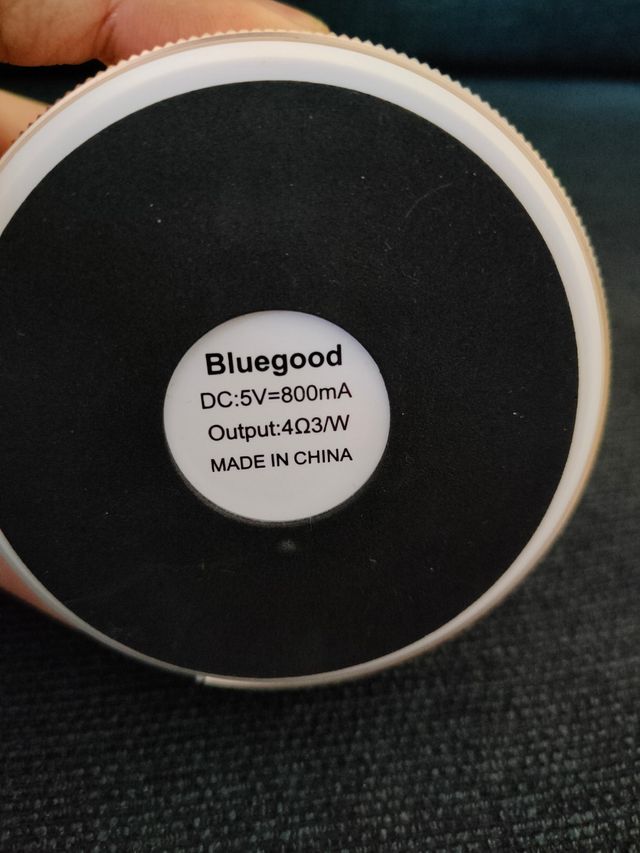 Bluegood
DC:5V=800mA
Output:4Ω3/W
MADE IN CHINA